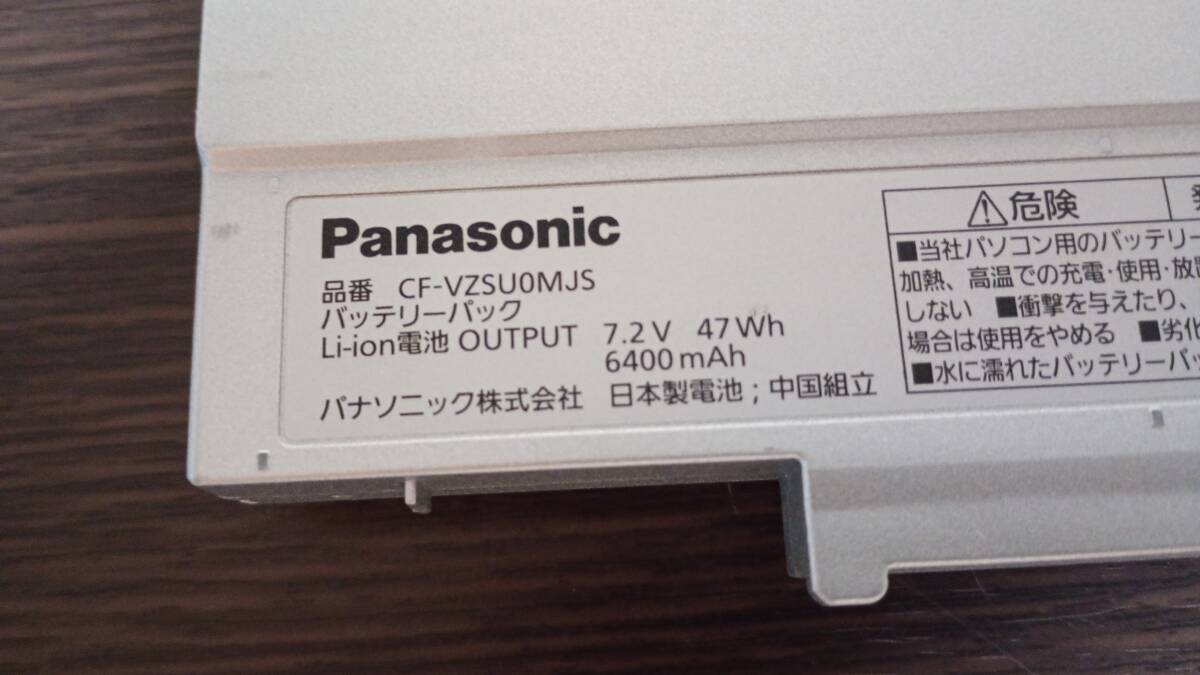 Panasonic
品番 CF-VZSU0MJS
バッテリーパック
Li-ion電池 OUTPUT 7.2V 47Wh
6400mAh
パナソニック株式会社 日本製電池;中国組立
⚠危険
■当社パソコン用のバッテリー
加熱、高温での充電・使用・放置
しない ■衝撃を与えたり、
場合は使用をやめる ■劣化
■水に濡れたバッテリーパッ